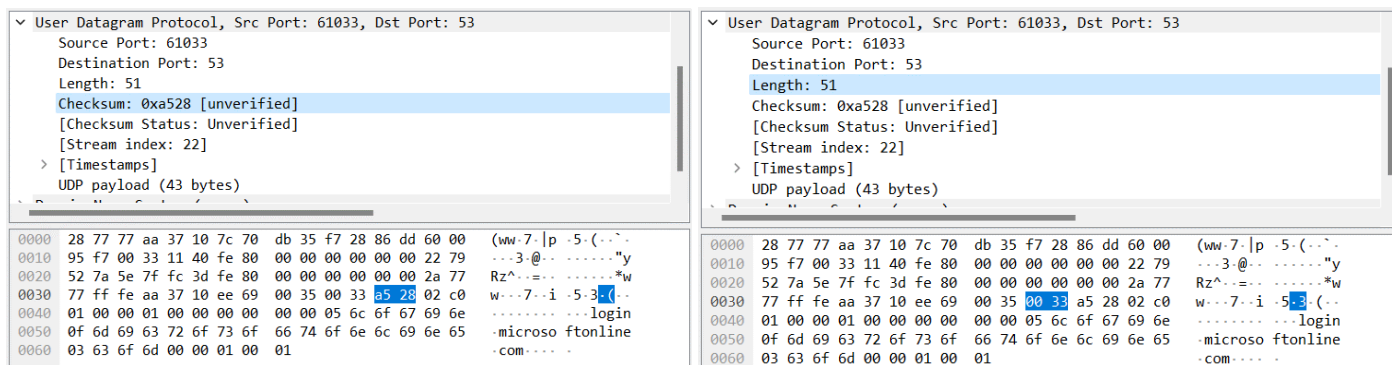 User Datagram Protocol, Src Port: 61033, Dst Port: 53
Source Port: 61033
Destination Port: 53
Length: 51
Checksum: 0xa528 [unverified]
[Checksum Status: Unverified]
[Stream index: 22]
[Timestamps]
UDP payload (43 bytes)
0000 28 77 77 aa 37 10 7c 70 db 35 f7 28 86 dd 60 00 (ww·7·|p ·5·(··`·
0010 95 f7 00 33 11 40 fe 80 00 00 00 00 00 00 22 79 ···3·@·· ······"y
0020 52 7a 5e 7f fc 3d fe 80 00 00 00 00 00 00 2a 77 Rz^··=·· ······*w
0030 77 ff fe aa 37 10 ee 69 00 35 00 33 a5 28 02 c0 w···7··i ·5·3·(··
0040 01 00 00 01 00 00 00 00 00 00 05 6c 6f 67 69 6e ········ ···login
0050 0f 6d 69 63 72 6f 73 6f 66 74 6f 6e 6c 69 6e 65 ·microso ftonline
0060 03 63 6f 6d 00 00 01 00 01 ·com···· ·
User Datagram Protocol, Src Port: 61033, Dst Port: 53
Source Port: 61033
Destination Port: 53
Length: 51
Checksum: 0xa528 [unverified]
[Checksum Status: Unverified]
[Stream index: 22]
[Timestamps]
UDP payload (43 bytes)
0000 28 77 77 aa 37 10 7c 70 db 35 f7 28 86 dd 60 00 (ww·7·|p ·5·(··`·
0010 95 f7 00 33 11 40 fe 80 00 00 00 00 00 00 22 79 ···3·@·· ······"y
0020 52 7a 5e 7f fc 3d fe 80 00 00 00 00 00 00 2a 77 Rz^··=·· ······*w
0030 77 ff fe aa 37 10 ee 69 00 35 00 33 a5 28 02 c0 w···7··i ·5·3·(··
0040 01 00 00 01 00 00 00 00 00 00 05 6c 6f 67 69 6e ········ ···login
0050 0f 6d 69 63 72 6f 73 6f 66 74 6f 6e 6c 69 6e 65 ·microso ftonline
0060 03 63 6f 6d 00 00 01 00 01 ·com···· ·